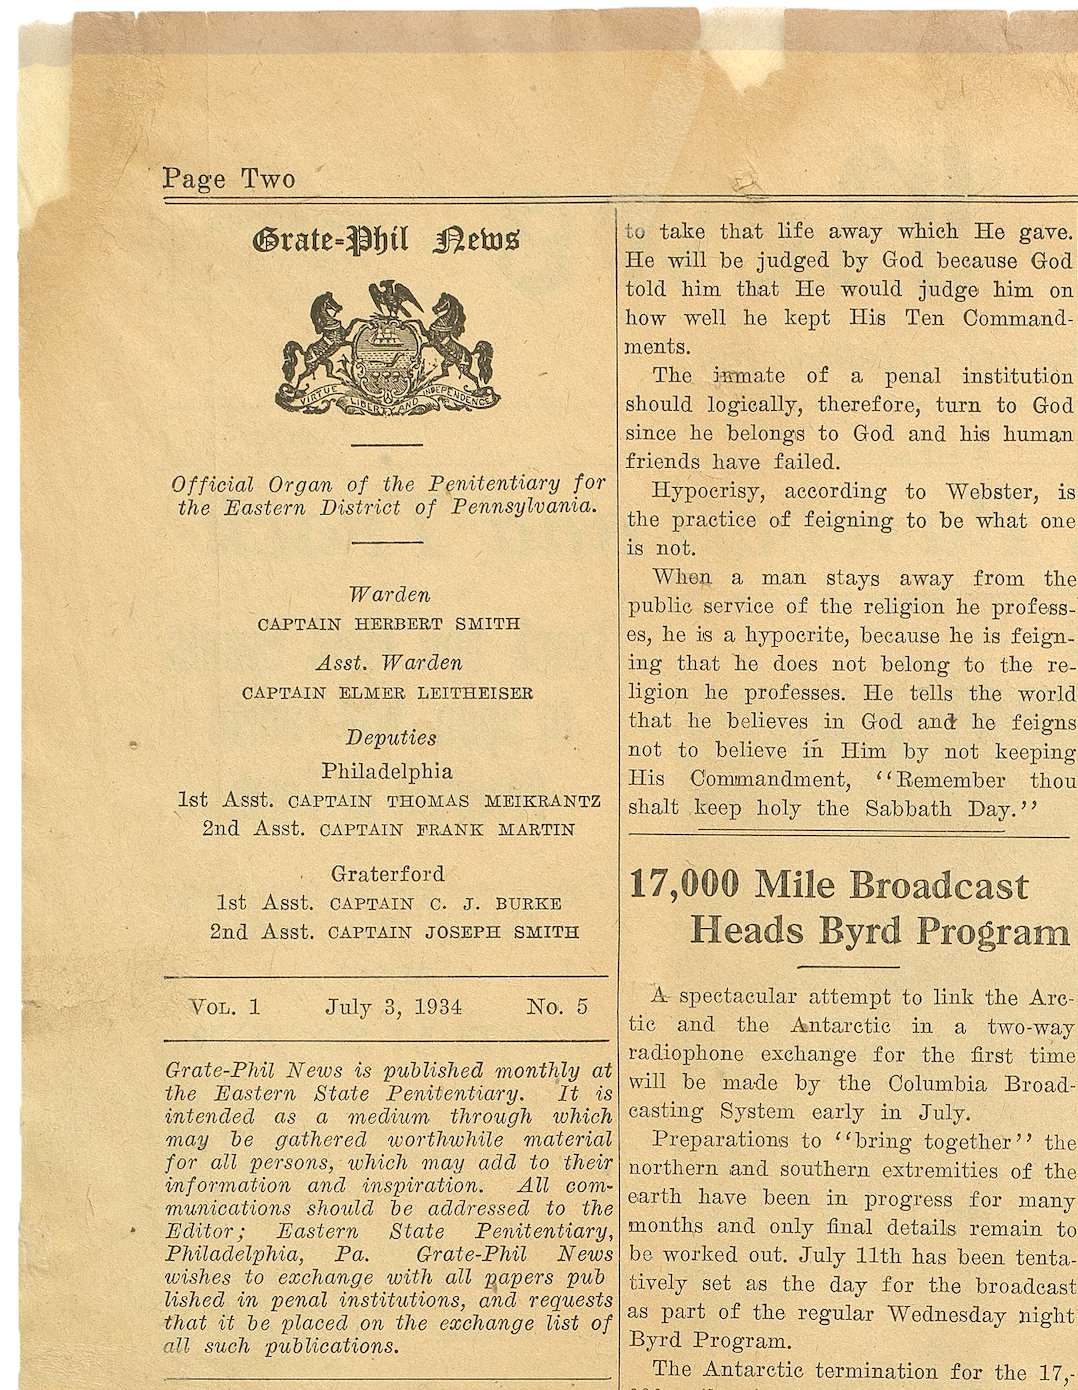 Page Two
Grate-Phil News
VIRTUE LIBERTY AND INDEPENDENCE
Official Organ of the Penitentiary for
the Eastern District of Pennsylvania.
Warden
CAPTAIN HERBERT SMITH
Asst. Warden
CAPTAIN ELMER LEITHEISER
Deputies
Philadelphia
1st Asst. CAPTAIN THOMAS MEIKRANTZ
2nd Asst. CAPTAIN FRANK MARTIN
Graterford
1st Asst. CAPTAIN C. J. BURKE
2nd Asst. CAPTAIN JOSEPH SMITH
VOL. 1 July 3, 1934 No. 5
Grate-Phil News is published monthly at
the Eastern State Penitentiary. It is
intended as a medium through which
may be gathered worthwhile material
for all persons, which may add to their
information and inspiration. All com-
munications should be addressed to the
Editor; Eastern State Penitentiary,
Philadelphia, Pa. Grate-Phil News
wishes to exchange with all papers pub
lished in penal institutions, and requests
that it be placed on the exchange list of
all such publications.
to take that life away which He gave.
He will be judged by God because God
told him that He would judge him on
how well he kept His Ten Command-
ments.
The inmate of a penal institution
should logically, therefore, turn to God
since he belongs to God and his human
friends have failed.
Hypocrisy, according to Webster, is
the practice of feigning to be what one
is not.
When a man stays away from the
public service of the religion he profess-
es, he is a hypocrite, because he is feign-
ing that he does not belong to the re-
ligion he professes. He tells the world
that he believes in God and he feigns
not to believe in Him by not keeping
His Commandment, “Remember thou
shalt keep holy the Sabbath Day.”
17,000 Mile Broadcast
Heads Byrd Program
A spectacular attempt to link the Arc-
tic and the Antarctic in a two-way
radiophone exchange for the first time
will be made by the Columbia Broad-
casting System early in July.
Preparations to “bring together” the
northern and southern extremities of the
earth have been in progress for many
months and only final details remain to
be worked out. July 11th has been tenta-
tively set as the day for the broadcast
as part of the regular Wednesday night
Byrd Program.
The Antarctic termination for the 17,-